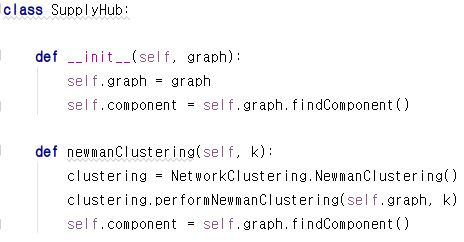 class SupplyHub:
def __init__(self, graph):
self.graph = graph
self.component = self.graph.findComponent()
def newmanClustering(self, k):
clustering = NetworkClustering.NewmanClustering()
clustering.performNewmanClustering(self.graph, k)
self.component = self.graph.findComponent()